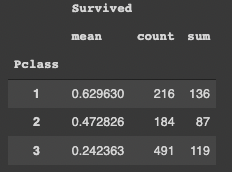 Survived
mean count sum
Pclass
1 0.629630 216 136
2 0.472826 184 87
3 0.242363 491 119